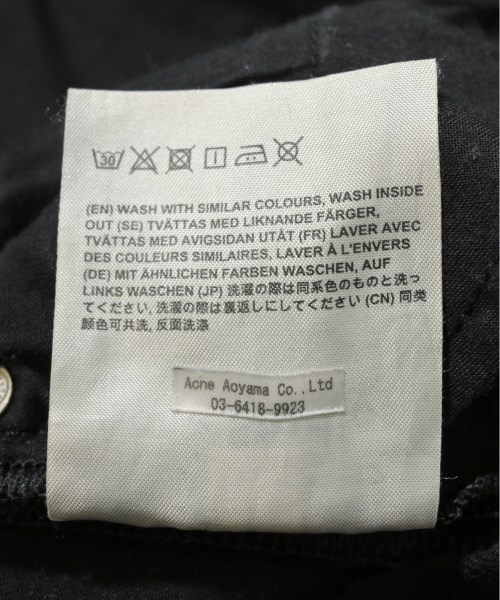 30
(EN) WASH WITH SIMILAR COLOURS, WASH INSIDE
OUT (SE) TVÄTTAS MED LIKNANDE FÄRGER,
TVÄTTAS MED AVIGSIDAN UTÅT (FR) LAVER AVEC
DES COULEURS SIMILAIRES, LAVER À L'ENVERS
(DE) MIT ÄHNLICHEN FARBEN WASCHEN, AUF
LINKS WASCHEN (JP) 洗濯の際は同系色のものと洗っ
てください, 洗濯の際は裏返しにしてください (CN) 同类
颜色可共洗, 反面洗涤
Acne Aoyama Co.,Ltd
03-6418-9923